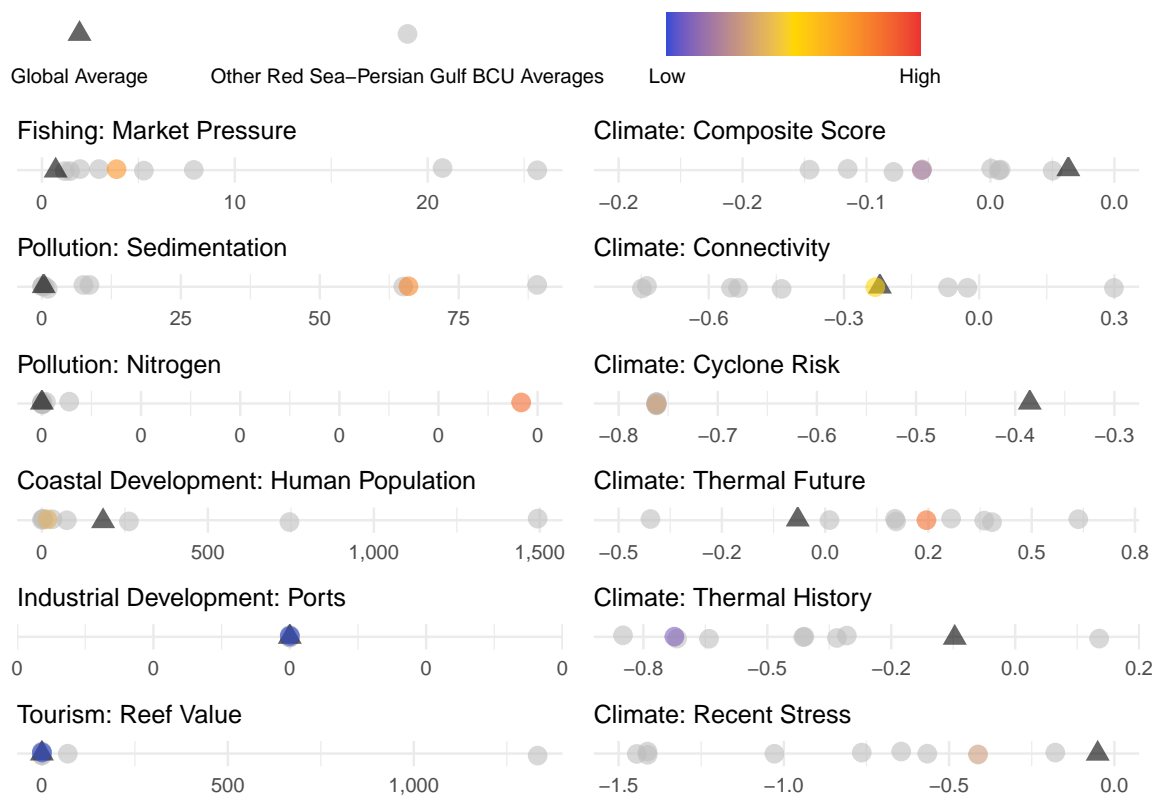 Global Average Other Red Sea−Persian Gulf BCU Averages Low High
Fishing: Market Pressure
0 10 20
Pollution: Sedimentation
0 25 50 75
Pollution: Nitrogen
0 0 0 0 0 0
Coastal Development: Human Population
0 500 1,000 1,500
Industrial Development: Ports
0 0 0 0 0
Tourism: Reef Value
0 500 1,000
Climate: Composite Score
−0.2 −0.2 −0.1 0.0 0.0
Climate: Connectivity
−0.6 −0.3 0.0 0.3
Climate: Cyclone Risk
−0.8 −0.7 −0.6 −0.5 −0.4 −0.3
Climate: Thermal Future
−0.5 −0.2 0.0 0.2 0.5 0.8
Climate: Thermal History
−0.8 −0.5 −0.2 0.0 0.2
Climate: Recent Stress
−1.5 −1.0 −0.5 0.0